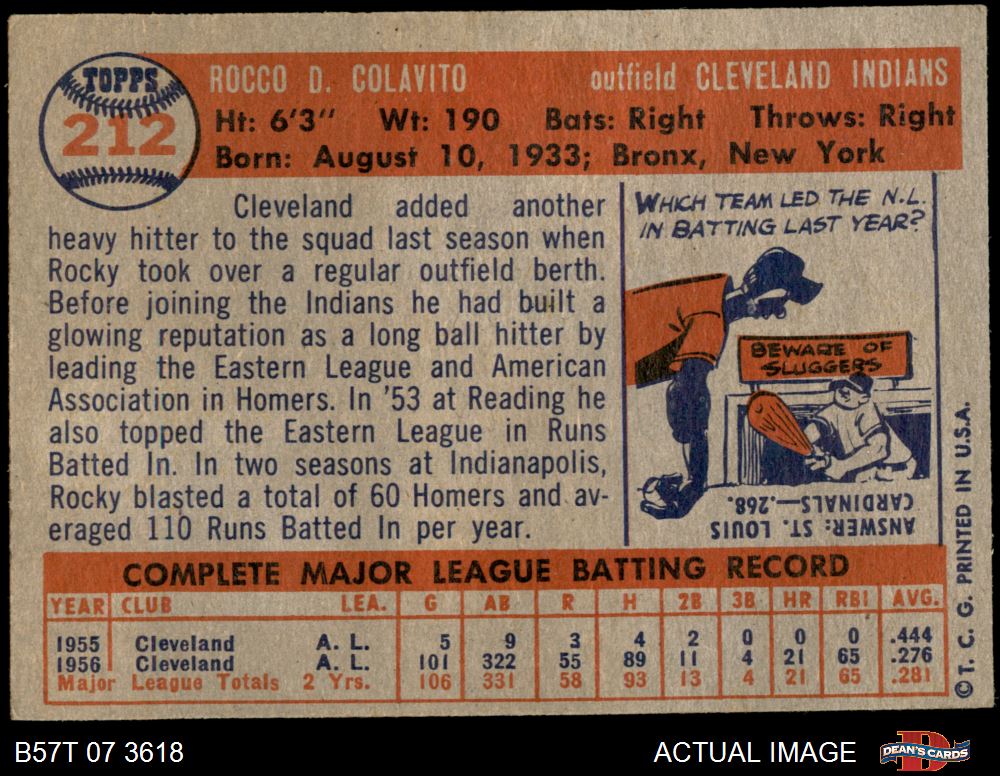 TOPPS
212
ROCCO D. COLAVITO outfield CLEVELAND INDIANS
Ht: 6'3" Wt: 190 Bats: Right Throws: Right
Born: August 10, 1933; Bronx, New York
Cleveland added another
heavy hitter to the squad last season when
Rocky took over a regular outfield berth.
Before joining the Indians he had built a
glowing reputation as a long ball hitter by
leading the Eastern League and American
Association in Homers. In '53 at Reading he
also topped the Eastern League in Runs
Batted In. In two seasons at Indianapolis,
Rocky blasted a total of 60 Homers and av-
eraged 110 Runs Batted In per year.
WHICH TEAM LED THE N.L.
IN BATTING LAST YEAR?
BEWARE OF
SLUGGERS
ANSWER: ST. LOUIS
CARDINALS—.268.
COMPLETE MAJOR LEAGUE BATTING RECORD
YEAR CLUB LEA. G AB R H 2B 3B HR RBI AVG.
1955 Cleveland A. L. 5 9 3 4 2 0 0 0 .444
1956 Cleveland A. L. 101 322 55 89 11 4 21 65 .276
Major League Totals 2 Yrs. 106 331 58 93 13 4 21 65 .281
© T. C. G. PRINTED IN U.S.A.
B57T 07 3618 ACTUAL IMAGE DEAN'S CARDS